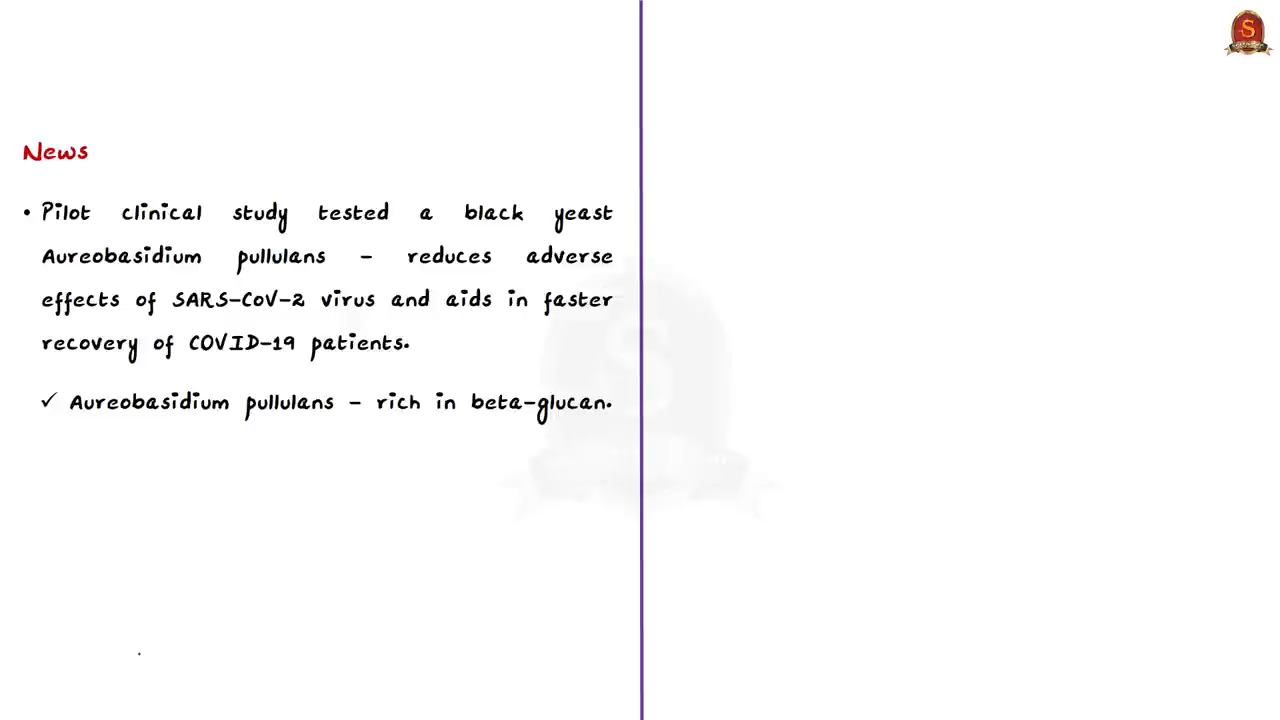 News
• Pilot clinical study tested a black yeast
Aureobasidium pullulans – reduces adverse
effects of SARS-CoV-2 virus and aids in faster
recovery of COVID-19 patients.
✓ Aureobasidium pullulans – rich in beta-glucan.
S